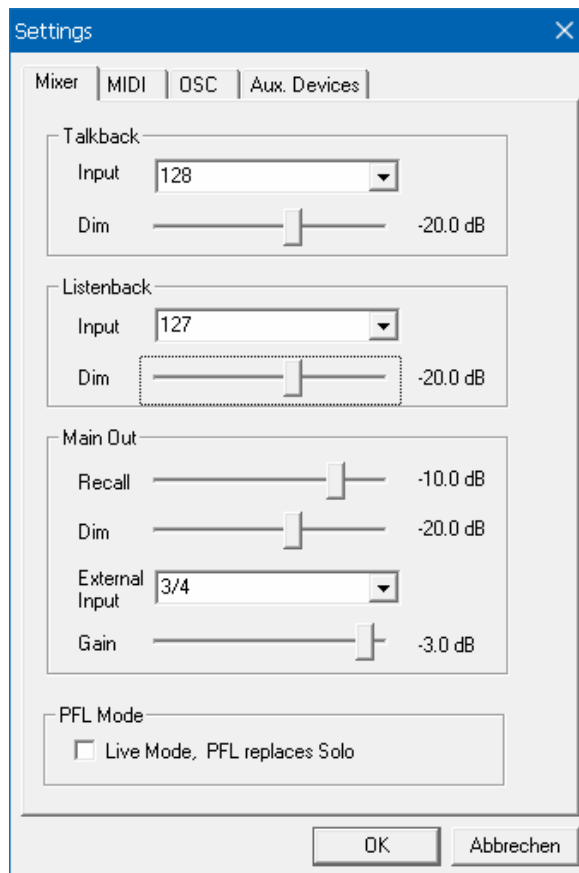 Settings
Mixer MIDI OSC Aux. Devices
Talkback
Input 128
Dim -20.0 dB
Listenback
Input 127
Dim -20.0 dB
Main Out
Recall -10.0 dB
Dim -20.0 dB
External
Input 3/4
Gain -3.0 dB
PFL Mode
Live Mode, PFL replaces Solo
OK Abbrechen